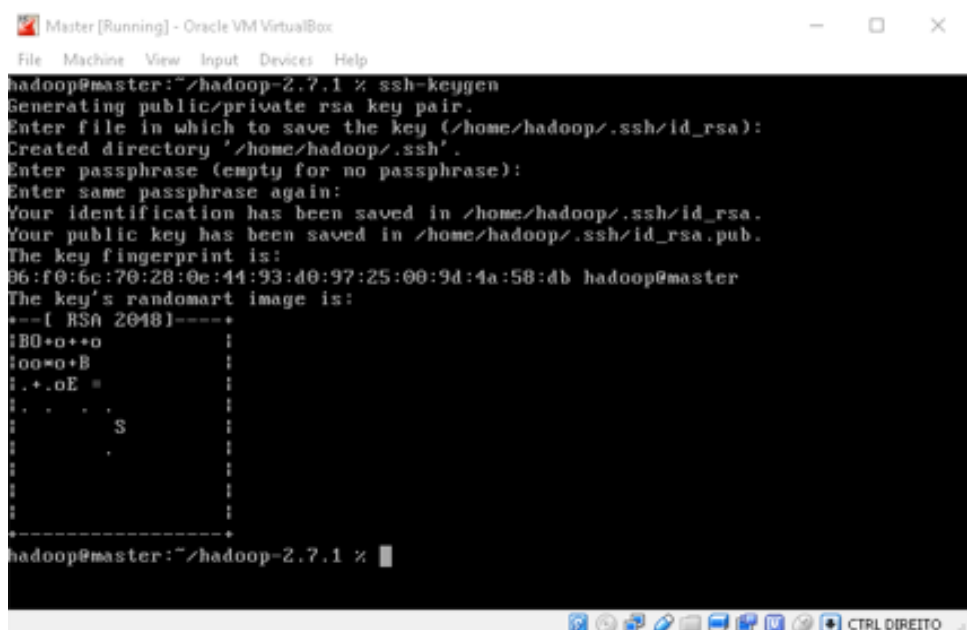 Master [Running] - Oracle VM VirtualBox
File Machine View Input Devices Help
hadoop@master:~/hadoop-2.7.1 % ssh-keygen
Generating public/private rsa key pair.
Enter file in which to save the key (/home/hadoop/.ssh/id_rsa):
Created directory '/home/hadoop/.ssh'.
Enter passphrase (empty for no passphrase):
Enter same passphrase again:
Your identification has been saved in /home/hadoop/.ssh/id_rsa.
Your public key has been saved in /home/hadoop/.ssh/id_rsa.pub.
The key fingerprint is:
06:f0:6c:70:28:0e:44:93:d0:97:25:00:9d:4a:58:db hadoop@master
The key's randomart image is:
+--[ RSA 2048]----+
|BO+o++o          |
|oo*o+B           |
|.+.oE =          |
|. .  . .         |
|        S        |
|       .         |
|                 |
|                 |
|                 |
+-----------------+
hadoop@master:~/hadoop-2.7.1 %
CTRL DIREITO